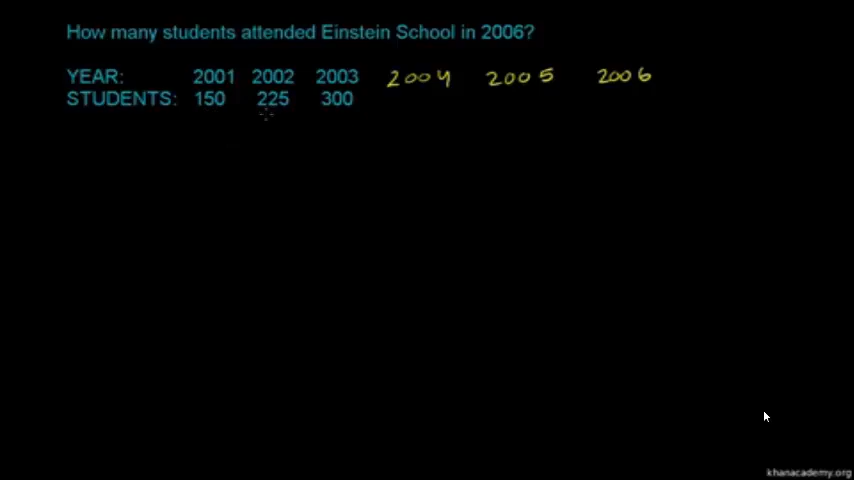 How many students attended Einstein School in 2006?
YEAR: 2001 2002 2003 2004 2005 2006
STUDENTS: 150 225 300
khanacademy.org